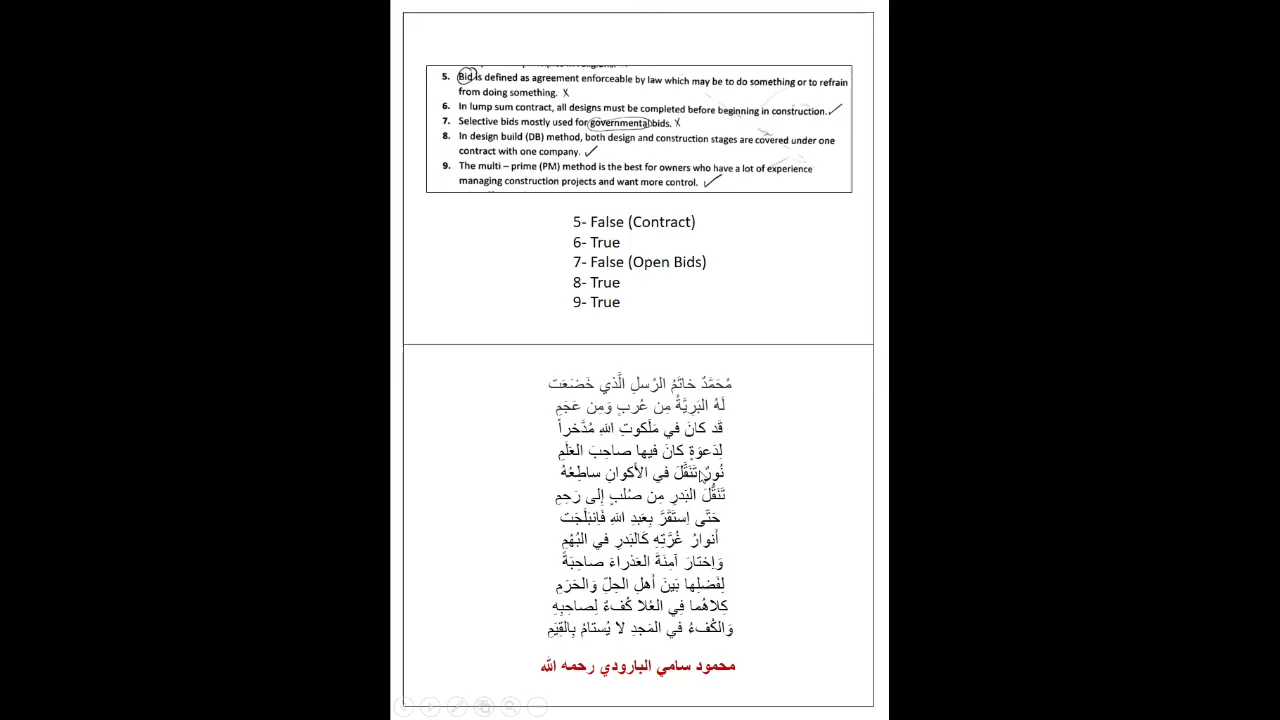 5. Bid is defined as agreement enforceable by law which may be to do something or to refrain
from doing something. X
6. In lump sum contract, all designs must be completed before beginning in construction. ✓
7. Selective bids mostly used for governmental bids. X
8. In design build (DB) method, both design and construction stages are covered under one
contract with one company. ✓
9. The multi – prime (PM) method is the best for owners who have a lot of experience
managing construction projects and want more control. ✓
5- False (Contract)
6- True
7- False (Open Bids)
8- True
9- True
مُحَمَّدٌ خاتَمُ الرُسلِ الَّذي خَضَعَت
لَهُ البَرِيَّةُ مِن عُربٍ وَمِن عَجَمِ
قَد كانَ في مَلَكوتِ اللهِ مُدَّخراً
لِدَعوَةٍ كانَ فيها صاحِبَ العَلَمِ
نُورٌ تَنَقَّلَ في الأَكوانِ ساطِعُهُ
تَنَقُّلَ البَدرِ مِن صُلبٍ إِلى رَحِمِ
حَتّى اِستَقَرَّ بِعَبدِ اللهِ فَاِنبَلَجَت
أَنوارُ غُرَّتِهِ كَالبَدرِ في البُهُمِ
وَاِختارَ آمِنَةَ العَذراءَ صاحِبَةً
لِفَضلِها بَينَ أَهلِ الحِلِّ وَالحَرَمِ
كِلاهُما فِي العُلا كُفءٌ لِصاحِبِهِ
وَالكُفءُ في المَجدِ لا يُستامُ بِالقِيَمِ
محمود سامي البارودي رحمه الله